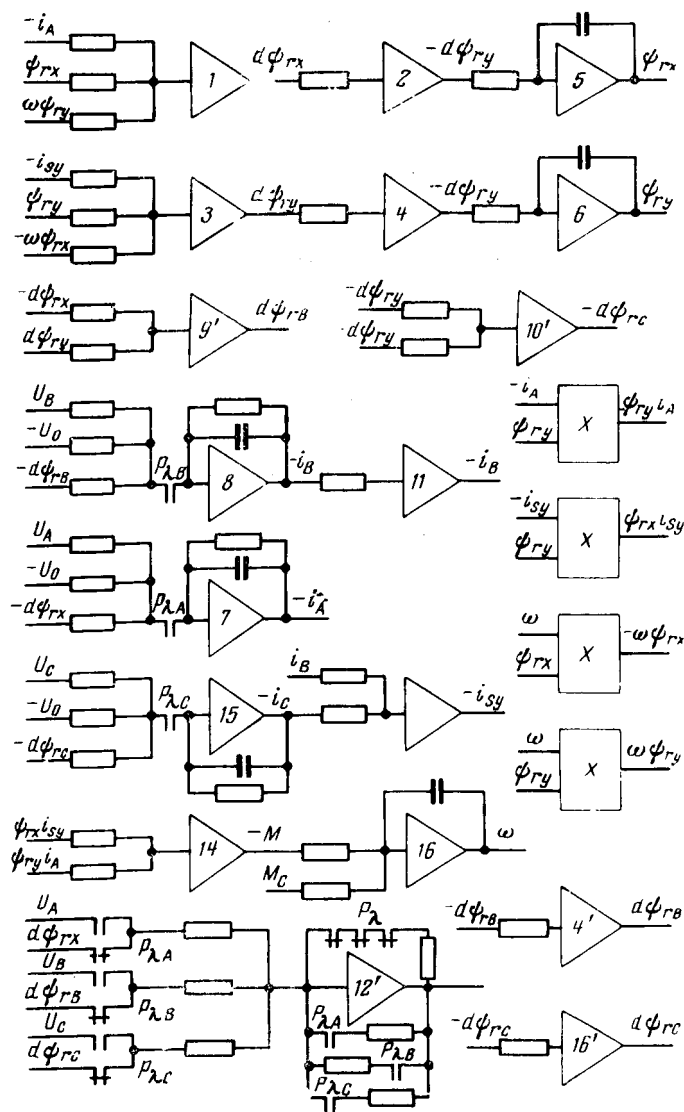 -i_A
ψ_rx
ωψ_ry
1
dψ_rx
2
-dψ_ry
5
ψ_rx
-i_sy
ψ_ry
-ωψ_rx
3
dψ_ry
4
-dψ_ry
6
ψ_ry
-dψ_rx
dψ_ry
9'
dψ_rB
-dψ_ry
-dψ_ry
10'
-dψ_rc
U_B
-U_0
-dψ_rB
P_λB
8
-i_B
11
-i_B
-i_A
ψ_ry
X
ψ_ry i_A
U_A
-U_0
-dψ_rx
P_λA
7
-i_A
-i_sy
ψ_ry
X
ψ_rx i_sy
U_C
-U_0
-dψ_rc
P_λC
15
-i_C
i_B
-i_sy
ω
ψ_rx
X
-ωψ_rx
ω
ψ_ry
X
ωψ_ry
ψ_rx i_sy
ψ_ry i_A
14
-M
M_C
16
ω
U_A
dψ_rx
P_λA
U_B
dψ_rB
P_λB
U_C
dψ_rc
P_λC
P_λ
12'
P_λA
P_λB
P_λC
-dψ_rB
4'
dψ_rB
-dψ_rc
16'
dψ_rc